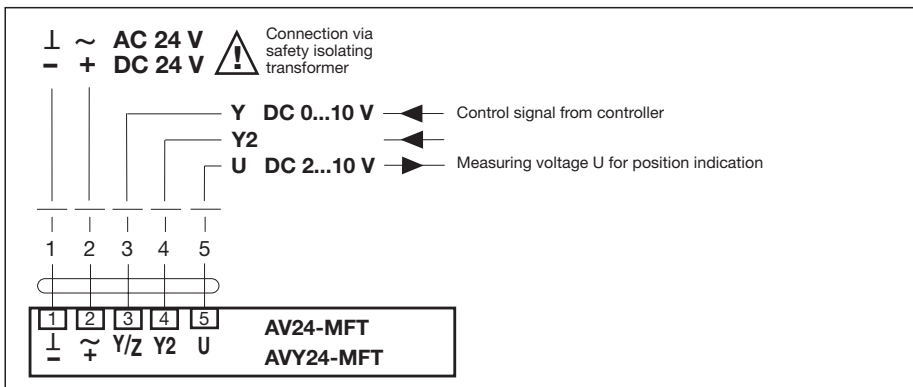 ⊥ ~ AC 24 V
− + DC 24 V
Connection via
safety isolating
transformer
Y DC 0...10 V
Control signal from controller
Y2
U DC 2...10 V
Measuring voltage U for position indication
1 2 3 4 5
1 2 3 4 5
⊥ ~ Y/Z Y2 U
− +
AV24-MFT
AVY24-MFT